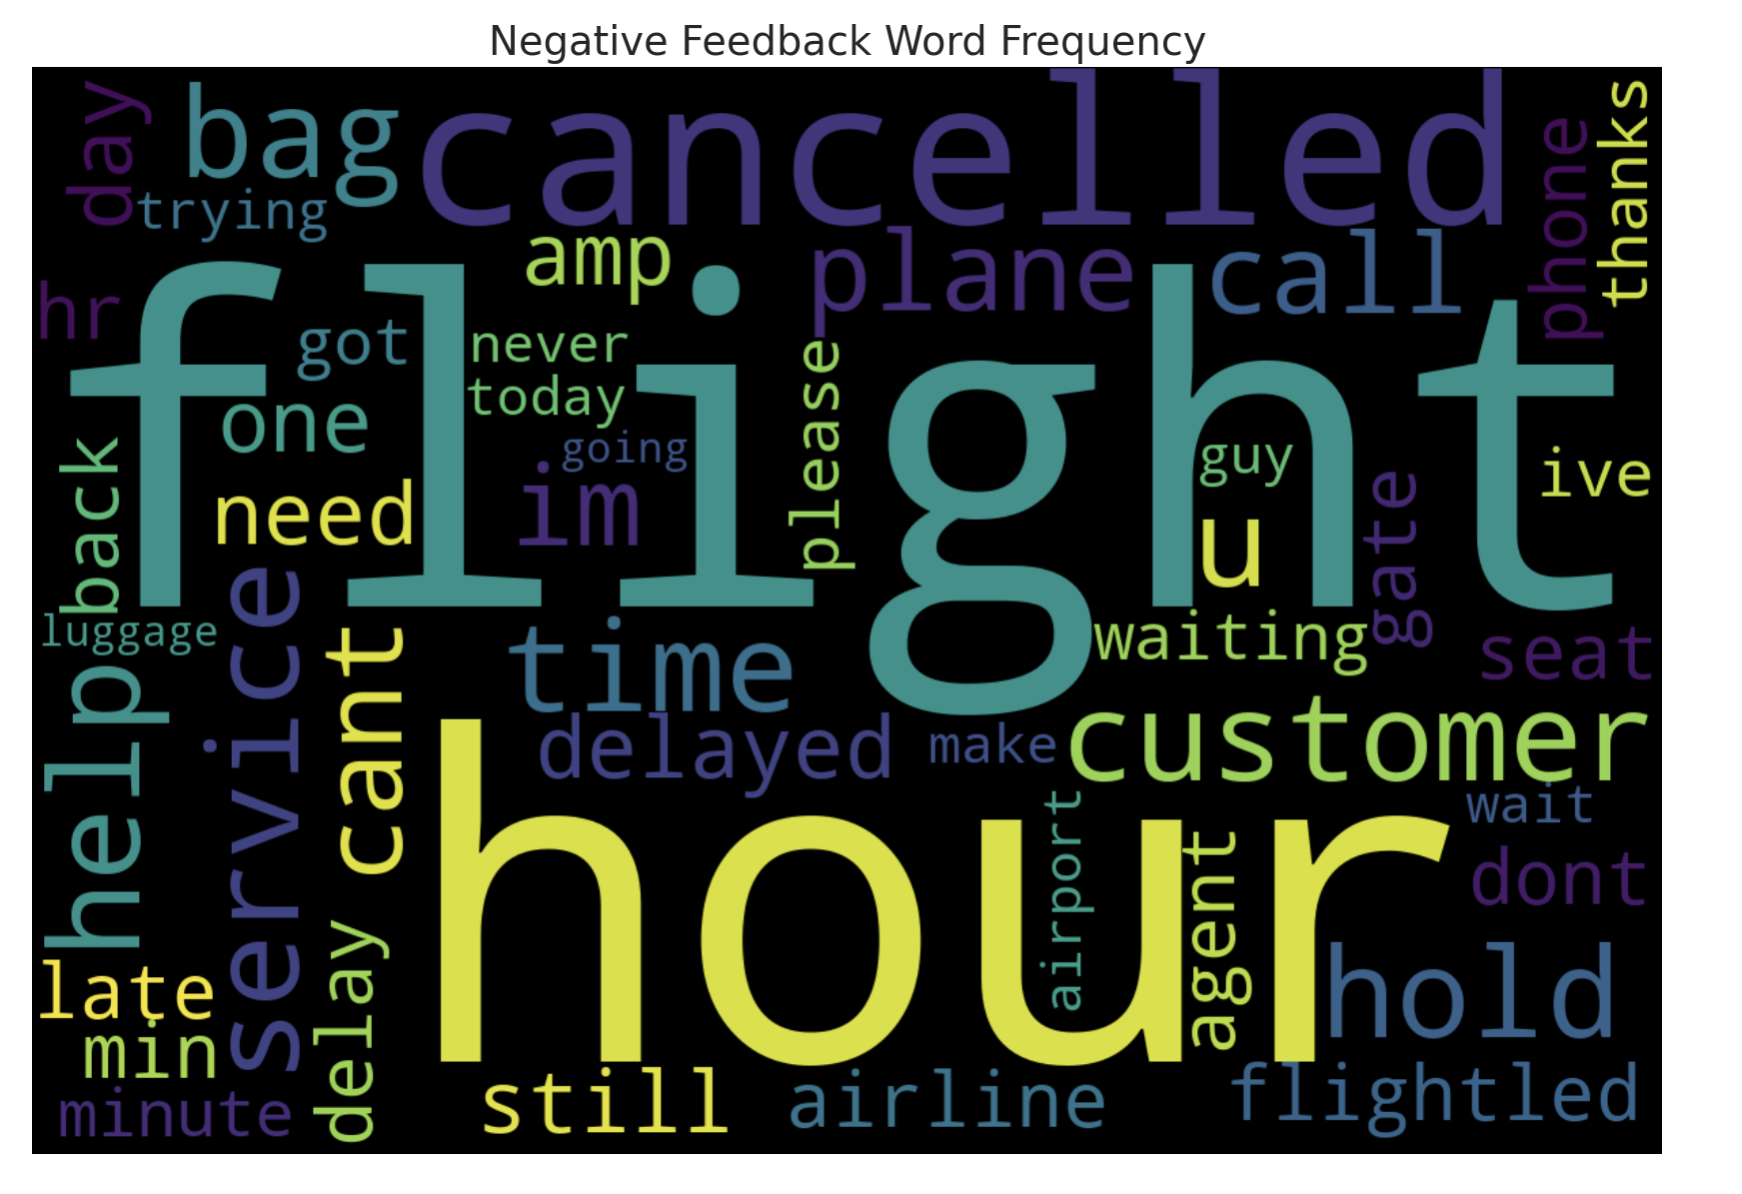 Negative Feedback Word Frequency
day
bag
cancelled
phone
thanks
trying
amp
plane
call
hr
got
never
flight
one
today
please
going
guy
ive
back
need
im
u
gate
luggage
service
cant
time
waiting
seat
help
delayed
make
customer
hour
airport
wait
agent
dont
late
delay
hold
min
minute
still
airline
flightled